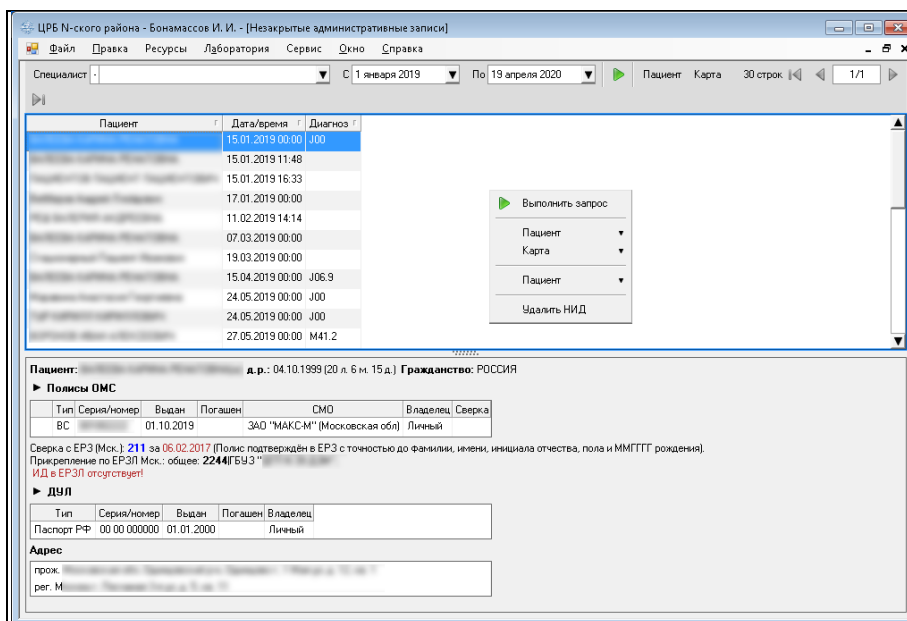 ЦРБ N-ского района - Бонамассов И. И. - [Незакрытые административные записи]
Файл Правка Ресурсы Лаборатория Сервис Окно Справка
Специалист - С 1 января 2019 По 19 апреля 2020 Пациент Карта 30 строк 1/1
Пациент Дата/время Диагноз
15.01.2019 00:00 J00
15.01.2019 11:48
15.01.2019 16:33
17.01.2019 00:00
11.02.2019 14:14
07.03.2019 00:00
19.03.2019 00:00
15.04.2019 00:00 J06.9
24.05.2019 00:00 J00
24.05.2019 00:00 J00
27.05.2019 00:00 M41.2
Выполнить запрос
Пациент
Карта
Пациент
Удалить НИД
Пациент: д.р.: 04.10.1999 (20 л. 6 м. 15 д.) Гражданство: РОССИЯ
Полисы ОМС
Тип Серия/номер Выдан Погашен СМО Владелец Сверка
ВС 01.10.2019 ЗАО "МАКС-М" (Московская обл) Личный
Сверка с ЕРЗ (Мск.): 211 за 06.02.2017 (Полис подтверждён в ЕРЗ с точностью до фамилии, имени, инициала отчества, пола и ММГГГГ рождения).
Прикрепление по ЕРЗЛ Мск.: общее: 2244|ГБУЗ "
ИД в ЕРЗЛ отсутствует!
ДУЛ
Тип Серия/номер Выдан Погашен Владелец
Паспорт РФ 00 00 000000 01.01.2000 Личный
Адрес
прож.
рег. М